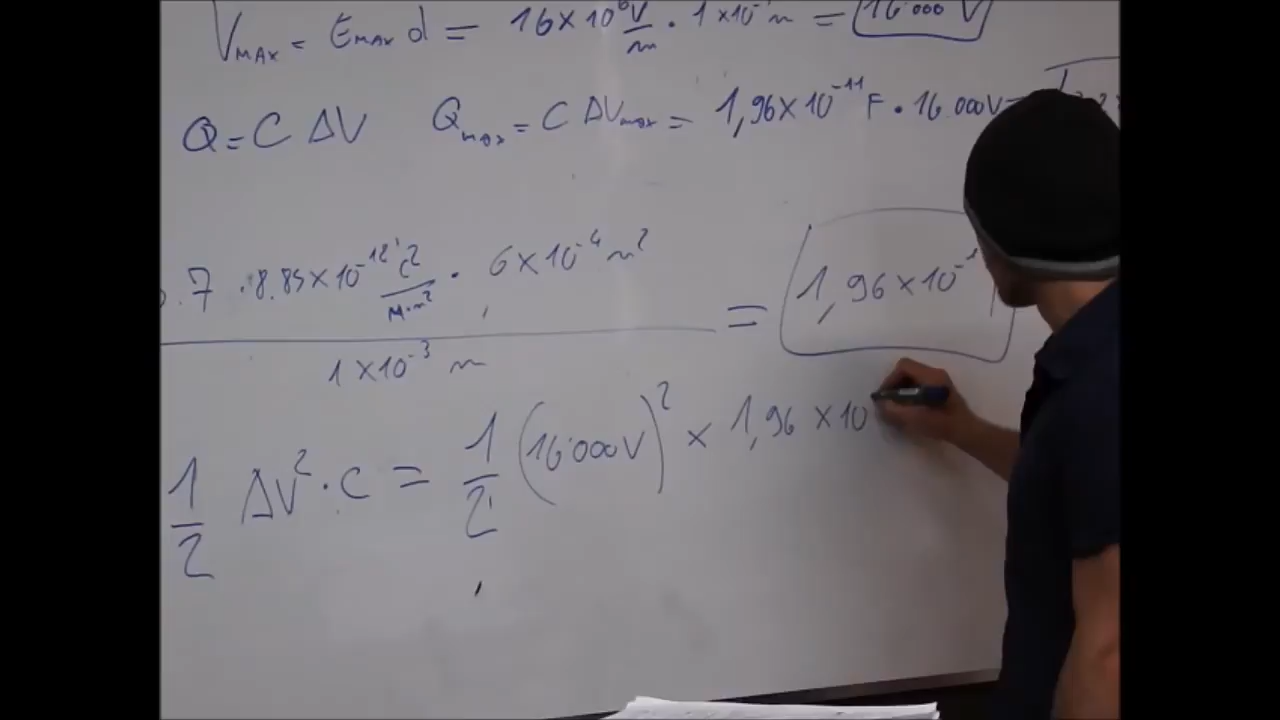 V_MAX = E_MAX d = 16×10⁶ V/m · 1×10⁻ m = 16·000 V
Q = C ΔV Q_max = C ΔV_max = 1,96×10⁻¹¹ F · 16.000V =
.7 · 8.85×10⁻¹² C²/N·m² · 6×10⁻⁴ m²
1×10⁻³ m
= 1,96×10⁻¹
1/2 ΔV² · C = 1/2 (16·000V)² × 1,96 ×10